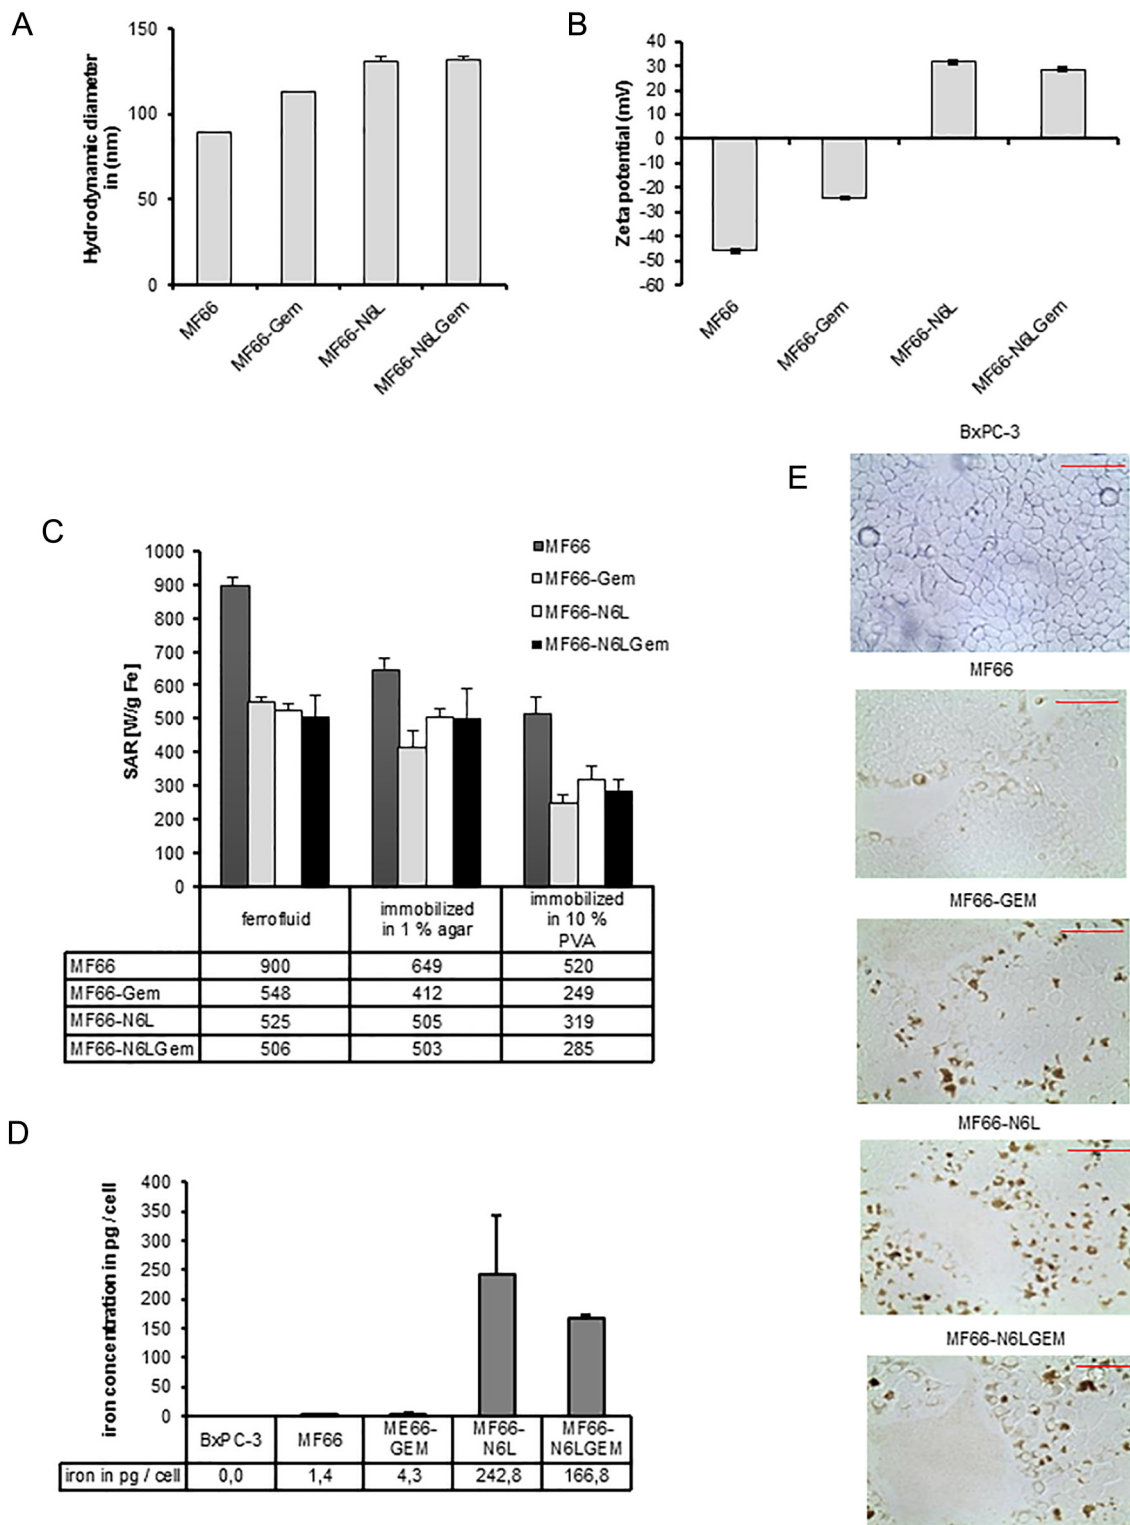 A
Hydrodynamic diameter
in (nm)
150
100
50
0
MF66
MF66-Gem
MF66-N6L
MF66-N6LGem
B
Zeta potential (mV)
40
30
20
10
0
-10
-20
-30
-40
-50
-60
MF66
MF66-Gem
MF66-N6L
MF66-N6LGem
C
SAR [W/g Fe]
1000
900
800
700
600
500
400
300
200
100
0
MF66
MF66-Gem
MF66-N6L
MF66-N6LGem
ferrofluid
immobilized
in 1 % agar
immobilized
in 10 %
PVA
MF66 900 649 520
MF66-Gem 548 412 249
MF66-N6L 525 505 319
MF66-N6LGem 506 503 285
D
iron concentration in pg / cell
400
350
300
250
200
150
100
50
0
BxPC-3
MF66
ME66-
GEM
MF66-
N6L
MF66-
N6LGEM
iron in pg / cell 0,0 1,4 4,3 242,8 166,8
E
BxPC-3
MF66
MF66-GEM
MF66-N6L
MF66-N6LGEM